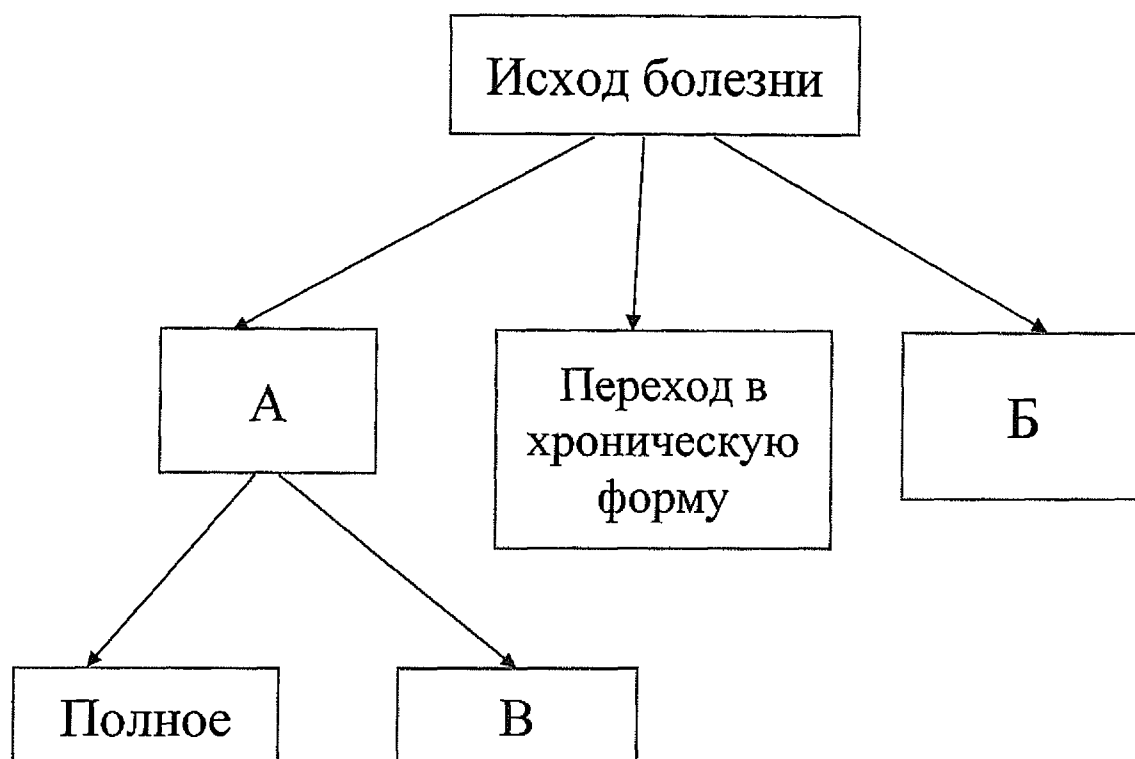 Исход болезни
А
Переход в
хроническую
форму
Б
Полное
В